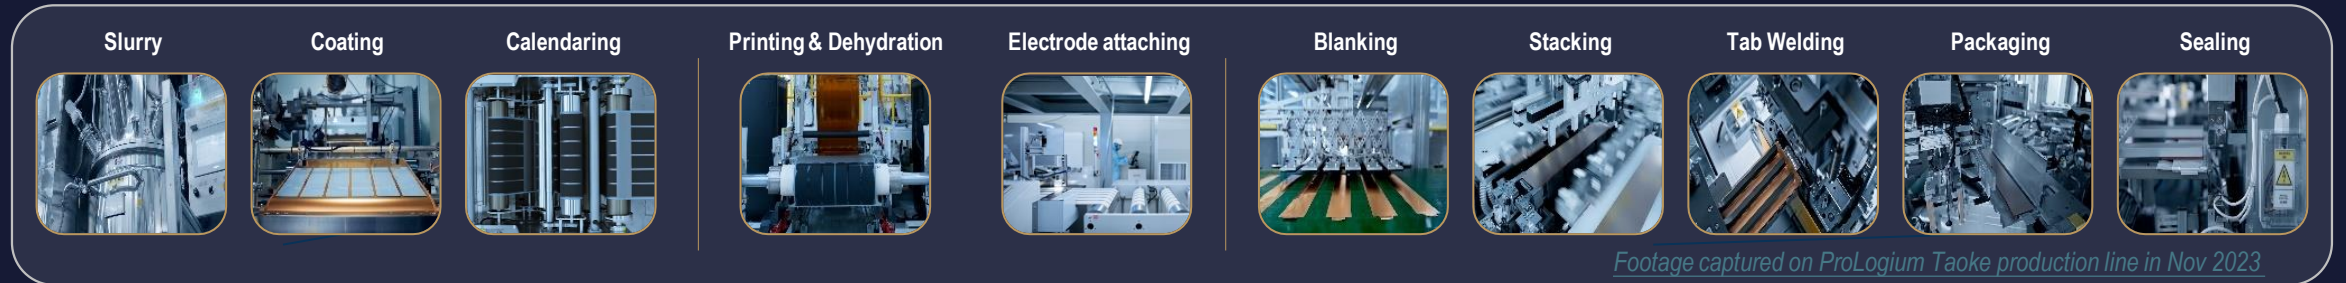 Slurry
Coating
Calendaring
Printing & Dehydration
Electrode attaching
Blanking
Stacking
Tab Welding
Packaging
Sealing
Footage captured on ProLogium Taoke production line in Nov 2023